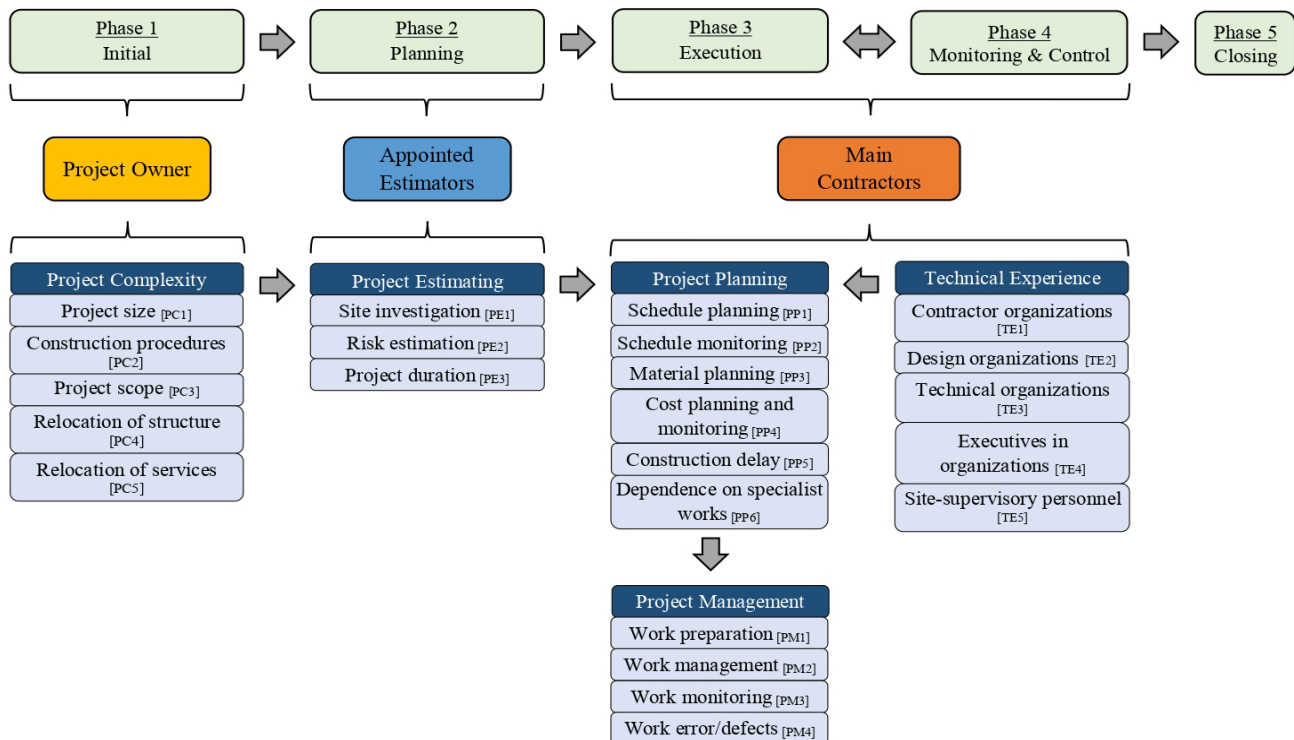 Phase 1
Initial
Phase 2
Planning
Phase 3
Execution
Phase 4
Monitoring & Control
Phase 5
Closing
Project Owner
Appointed
Estimators
Main
Contractors
Project Complexity
Project size [PC1]
Construction procedures
[PC2]
Project scope [PC3]
Relocation of structure
[PC4]
Relocation of services
[PC5]
Project Estimating
Site investigation [PE1]
Risk estimation [PE2]
Project duration [PE3]
Project Planning
Schedule planning [PP1]
Schedule monitoring [PP2]
Material planning [PP3]
Cost planning and
monitoring [PP4]
Construction delay [PP5]
Dependence on specialist
works [PP6]
Technical Experience
Contractor organizations
[TE1]
Design organizations [TE2]
Technical organizations
[TE3]
Executives in
organizations [TE4]
Site-supervisory personnel
[TE5]
Project Management
Work preparation [PM1]
Work management [PM2]
Work monitoring [PM3]
Work error/defects [PM4]